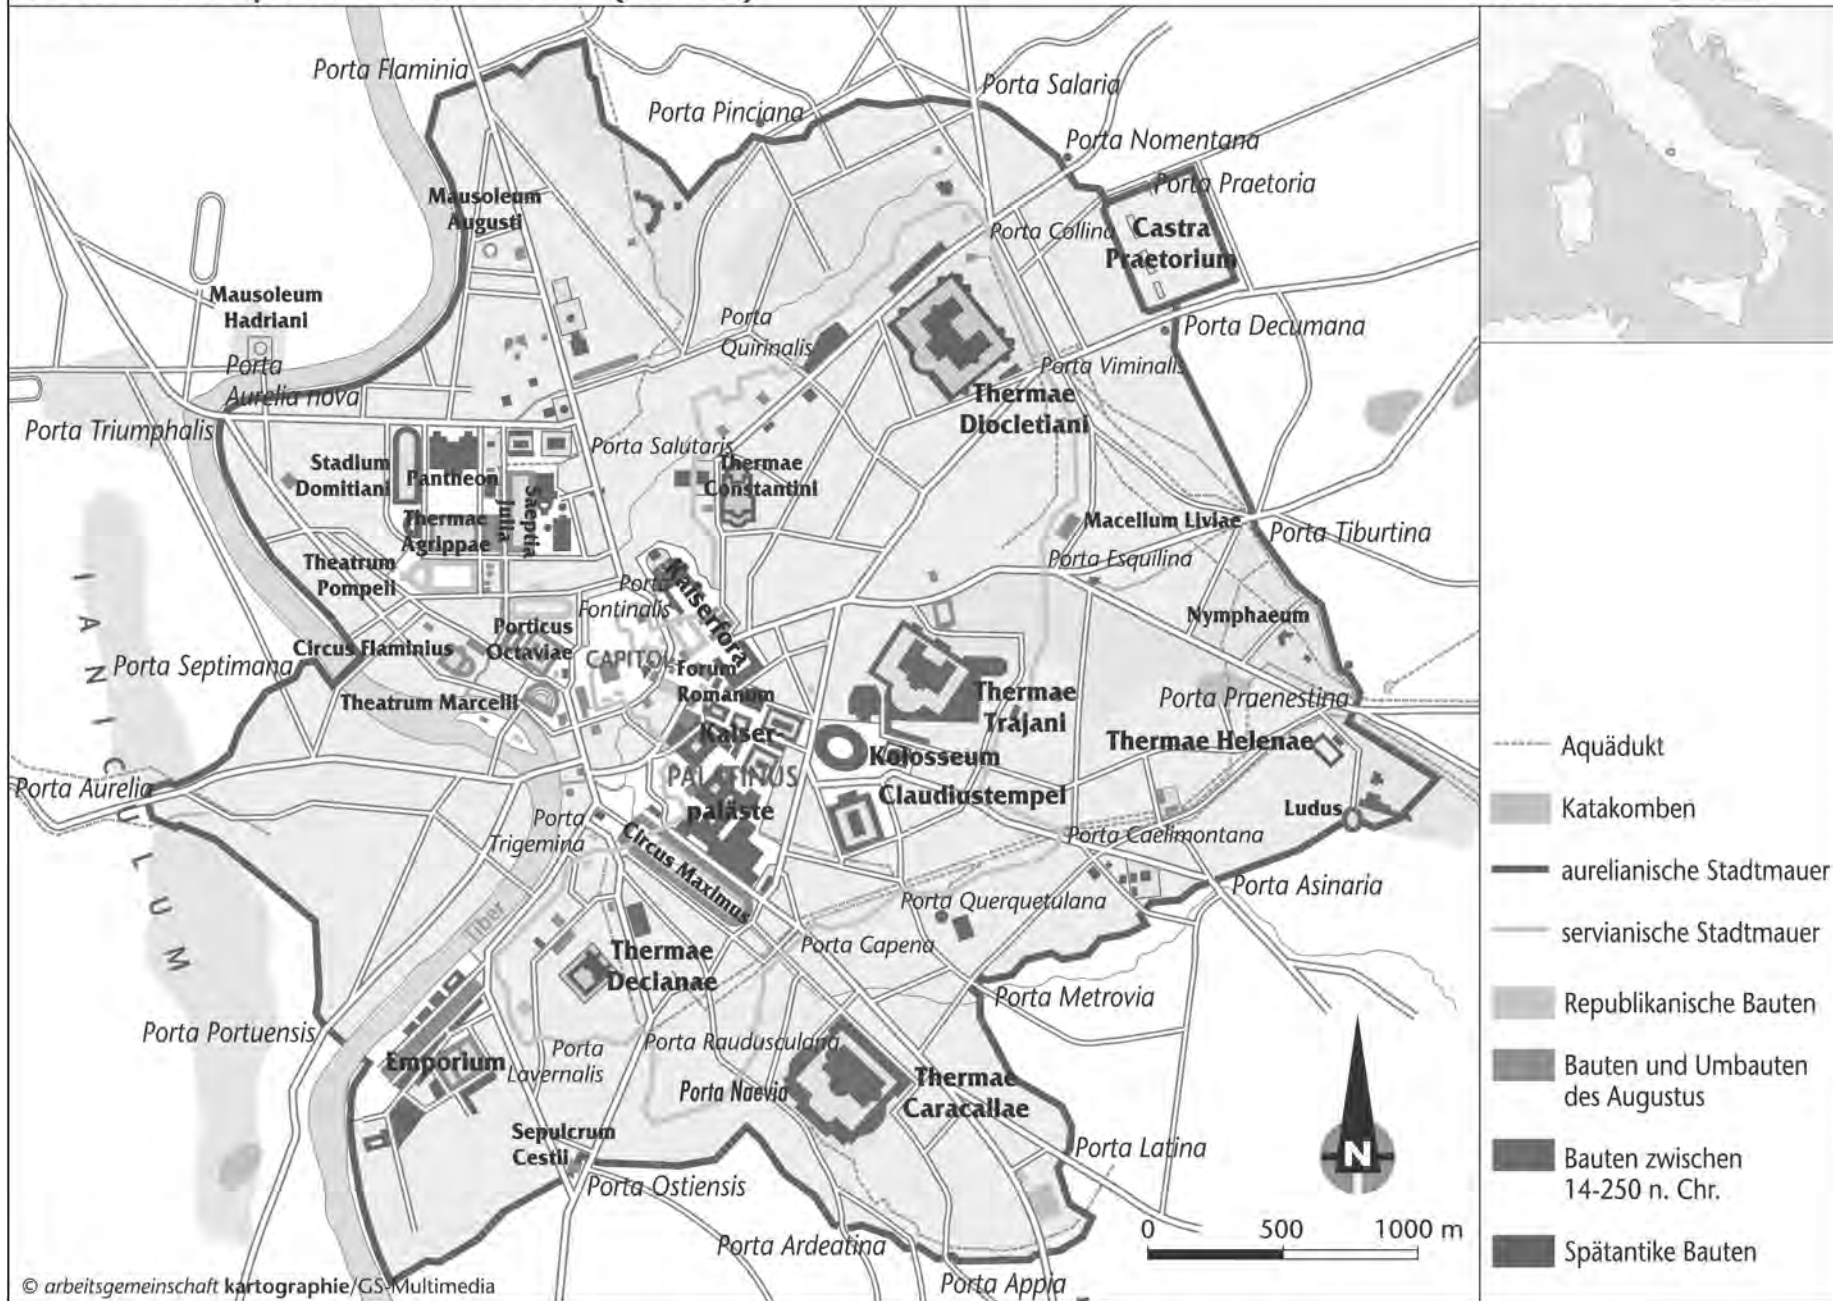 Porta Flaminia
Porta Pinciana
Porta Salaria
Porta Nomentana
Porta Praetoria
Mausoleum
Augusti
Porta Collina
Castra
Praetorium
Mausoleum
Hadriani
Porta
Aurelia nova
Porta
Quirinalis
Porta Decumana
Porta Viminalis
Porta Triumphalis
Thermae
Diocletiani
Stadium
Domitiani
Pantheon
Porta Salutaris
Thermae
Constantini
Saeptia
Julia
Thermae
Agrippae
Macellum Liviae
Porta Tiburtina
Porta Esquilina
Theatrum
Pompeii
Porta
Fontinalis
Kaiserfora
Nymphaeum
Porticus
Octaviae
Circus Flaminius
CAPITOL
Forum
Romanum
Porta Septimana
Theatrum Marcelli
Thermae
Trajani
Porta Praenestina
Thermae Helenae
Kaiser-
paläste
PALATINUS
Kolosseum
Claudiustempel
Ludus
IANICULUM
Porta Aurelia
Porta
Trigemina
Circus Maximus
Porta Caelimontana
Porta Asinaria
Porta Querquetulana
Tiber
Porta Capena
Thermae
Decianae
Porta Metrovia
Porta Portuensis
Emporium
Porta
Lavernalis
Porta Raudusculana
Porta Naevia
Thermae
Caracallae
Sepulcrum
Cestii
Porta Latina
Porta Ostiensis
Porta Ardeatina
Porta Appia
N
0 500 1000 m
© arbeitsgemeinschaft kartographie/GS-Multimedia
Aquädukt
Katakomben
aurelianische Stadtmauer
servianische Stadtmauer
Republikanische Bauten
Bauten und Umbauten
des Augustus
Bauten zwischen
14-250 n. Chr.
Spätantike Bauten